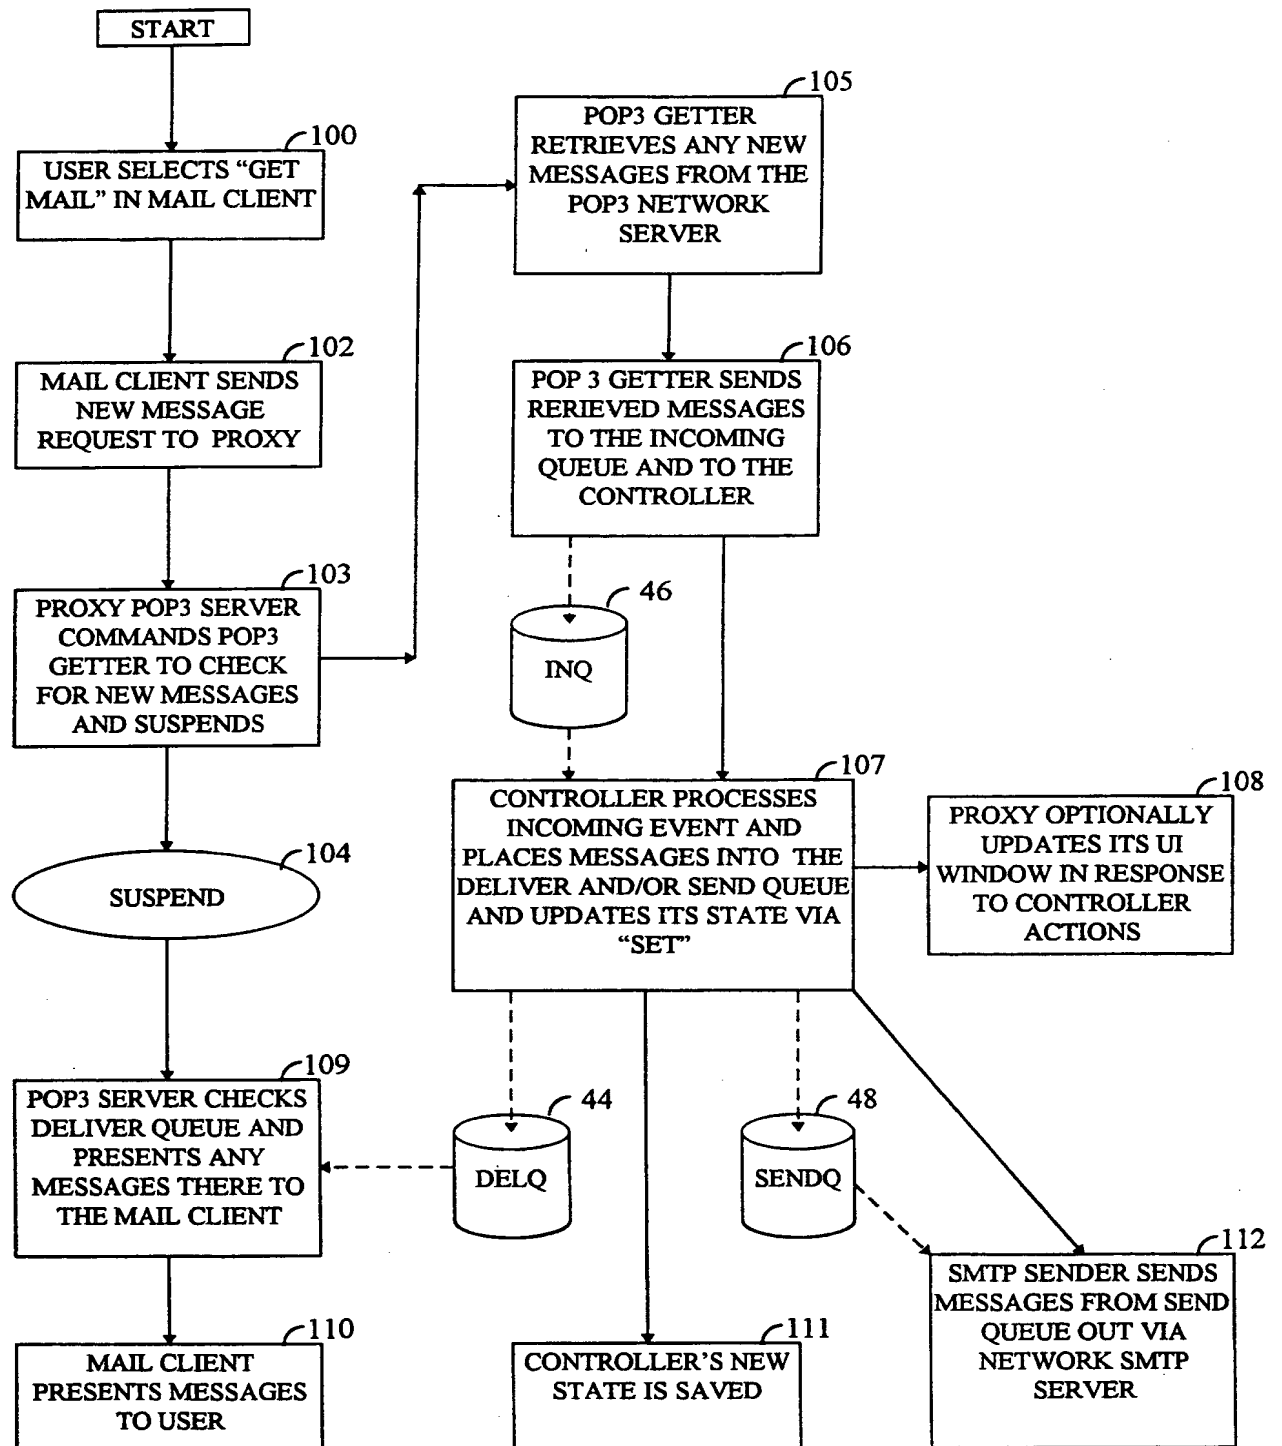 START
100
USER SELECTS “GET
MAIL” IN MAIL CLIENT
102
MAIL CLIENT SENDS
NEW MESSAGE
REQUEST TO PROXY
103
PROXY POP3 SERVER
COMMANDS POP3
GETTER TO CHECK
FOR NEW MESSAGES
AND SUSPENDS
104
SUSPEND
105
POP3 GETTER
RETRIEVES ANY NEW
MESSAGES FROM THE
POP3 NETWORK
SERVER
106
POP 3 GETTER SENDS
RERIEVED MESSAGES
TO THE INCOMING
QUEUE AND TO THE
CONTROLLER
46
INQ
107
CONTROLLER PROCESSES
INCOMING EVENT AND
PLACES MESSAGES INTO THE
DELIVER AND/OR SEND QUEUE
AND UPDATES ITS STATE VIA
“SET”
108
PROXY OPTIONALLY
UPDATES ITS UI
WINDOW IN RESPONSE
TO CONTROLLER
ACTIONS
109
POP3 SERVER CHECKS
DELIVER QUEUE AND
PRESENTS ANY
MESSAGES THERE TO
THE MAIL CLIENT
44
DELQ
48
SENDQ
110
MAIL CLIENT
PRESENTS MESSAGES
TO USER
111
CONTROLLER’S NEW
STATE IS SAVED
112
SMTP SENDER SENDS
MESSAGES FROM SEND
QUEUE OUT VIA
NETWORK SMTP
SERVER